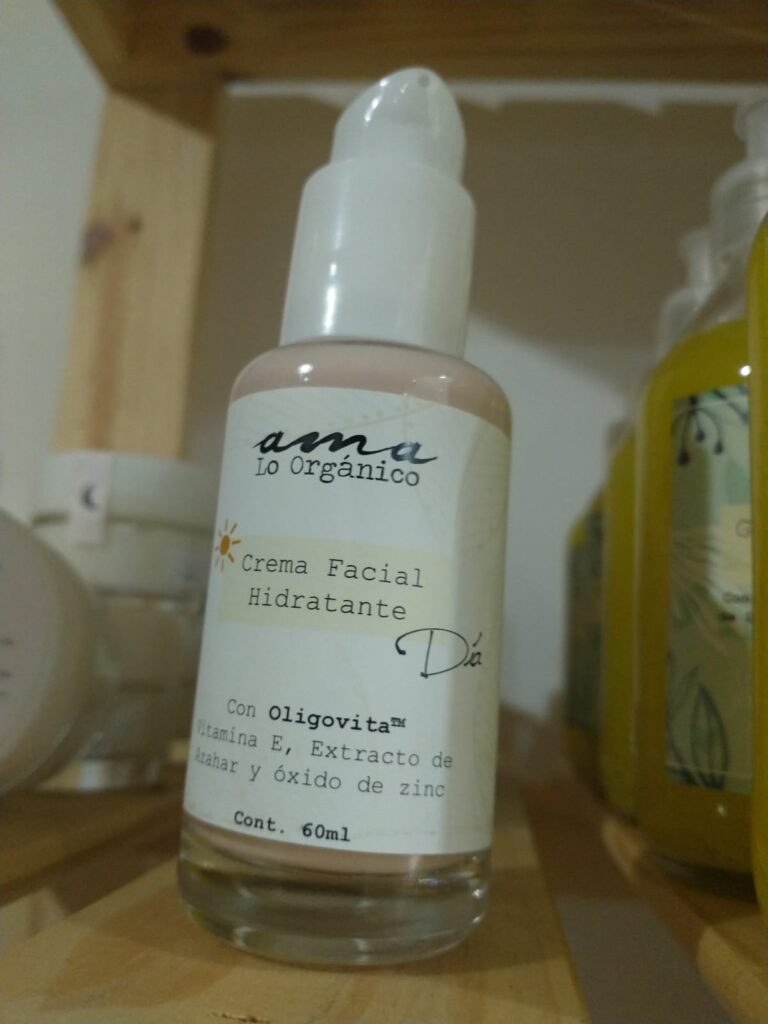 ama
Lo Orgánico
Crema Facial
Hidratante
Día
Con Oligovita™
Vitamina E, Extracto de
Azahar y óxido de zinc
Cont. 60ml